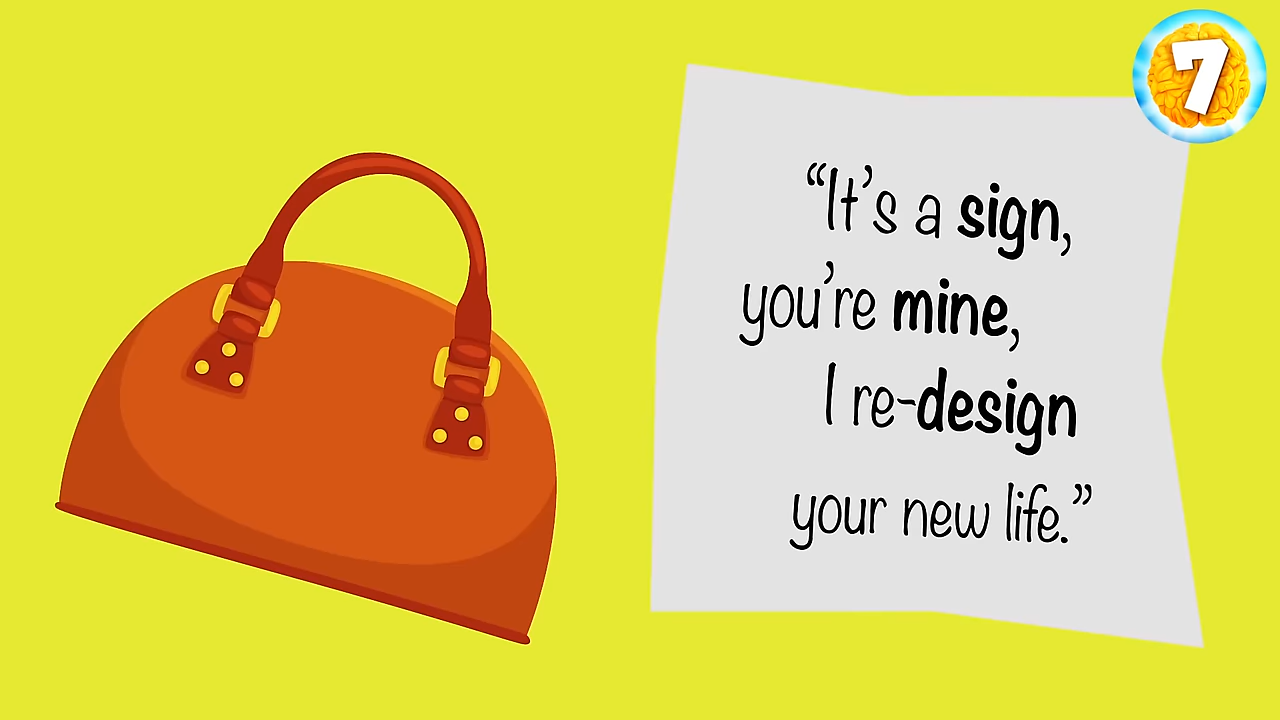 7
“It’s a sign,
you’re mine,
I re-design
your new life.”